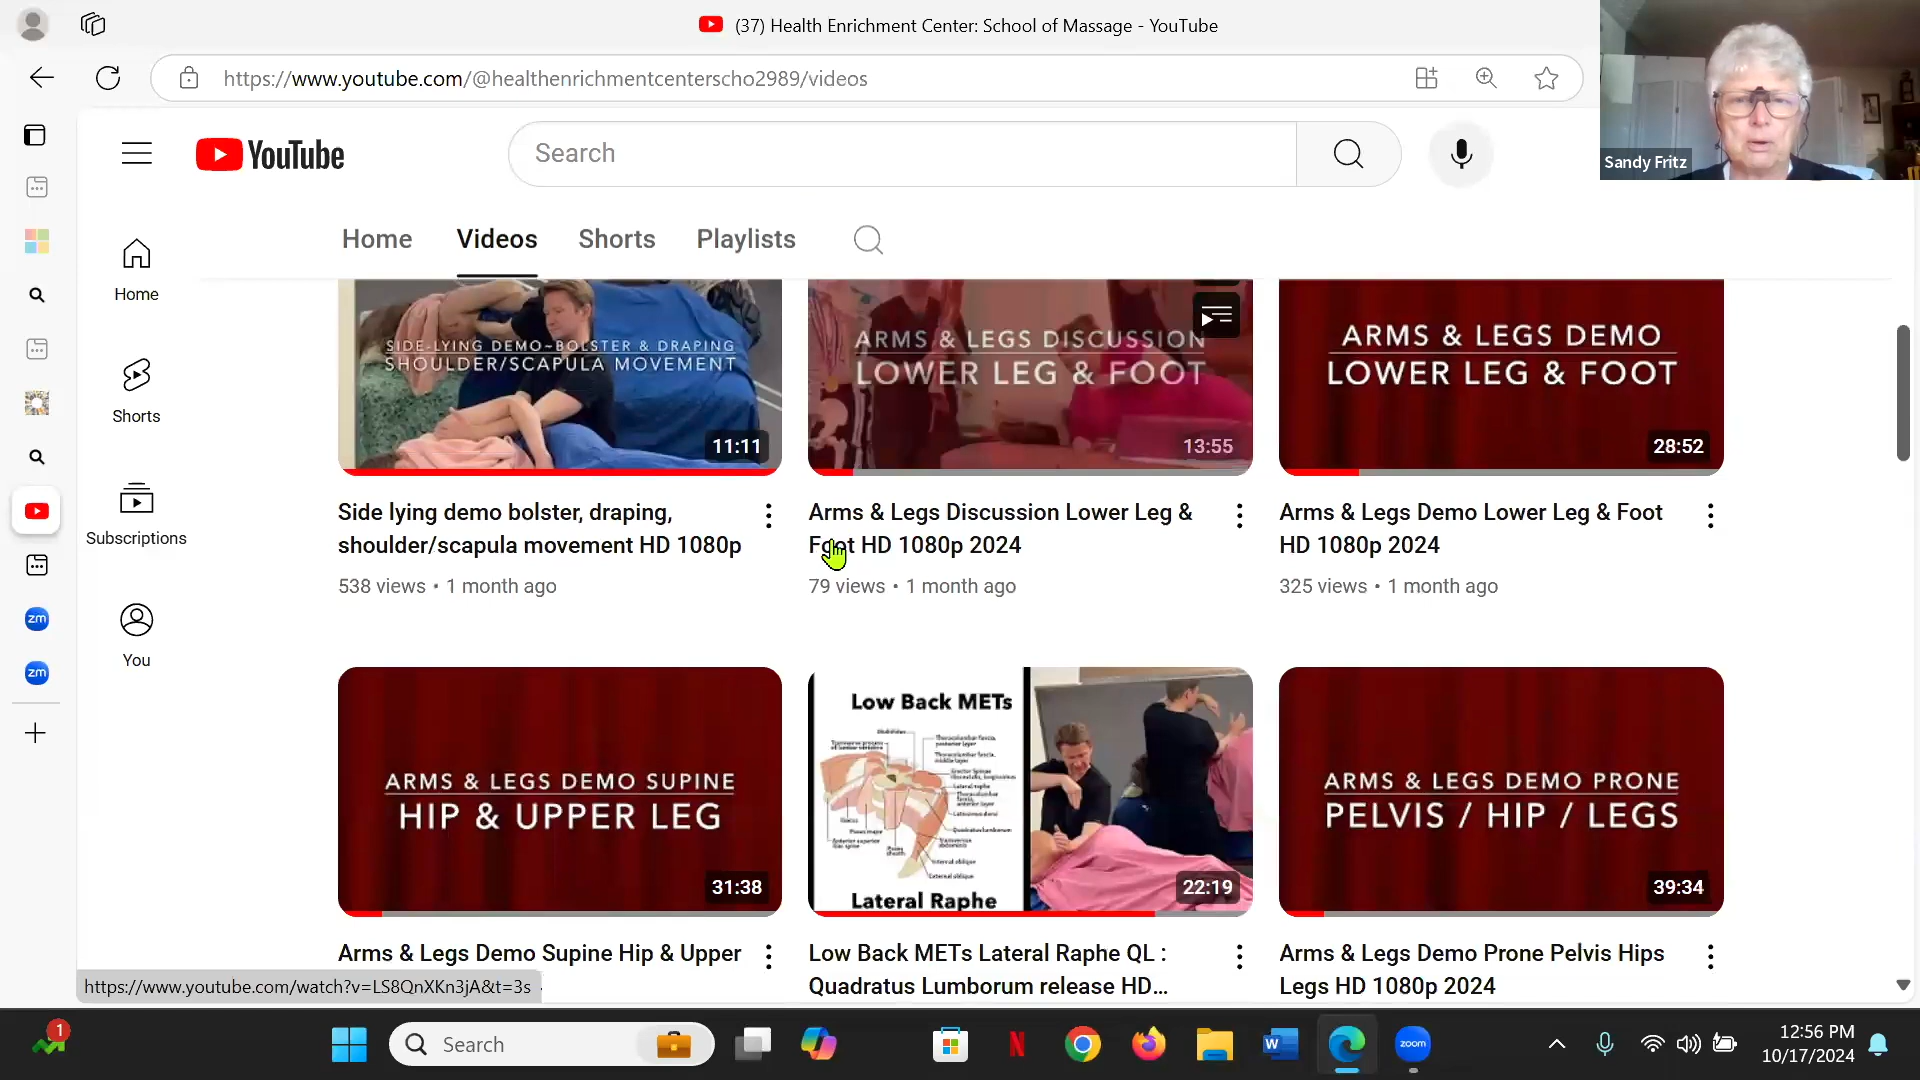 (37) Health Enrichment Center: School of Massage - YouTube
https://www.youtube.com/@healthenrichmentcenterscho2989/videos
Sandy Fritz
YouTube
Search
Home
Videos
Shorts
Playlists
Home
Shorts
Subscriptions
You
zm
zm
SIDE-LYING DEMO~BOLSTER & DRAPING
SHOULDER/SCAPULA MOVEMENT
11:11
ARMS & LEGS DISCUSSION
LOWER LEG & FOOT
13:55
ARMS & LEGS DEMO
LOWER LEG & FOOT
28:52
Side lying demo bolster, draping,
shoulder/scapula movement HD 1080p
538 views • 1 month ago
Arms & Legs Discussion Lower Leg &
Foot HD 1080p 2024
79 views • 1 month ago
Arms & Legs Demo Lower Leg & Foot
HD 1080p 2024
325 views • 1 month ago
ARMS & LEGS DEMO SUPINE
HIP & UPPER LEG
31:38
Low Back METs
Lateral Raphe
22:19
ARMS & LEGS DEMO PRONE
PELVIS / HIP / LEGS
39:34
Arms & Legs Demo Supine Hip & Upper
Low Back METs Lateral Raphe QL :
Quadratus Lumborum release HD...
Arms & Legs Demo Prone Pelvis Hips
Legs HD 1080p 2024
https://www.youtube.com/watch?v=LS8QnXKn3jA&t=3s
1
Search
W
zoom
12:56 PM
10/17/2024